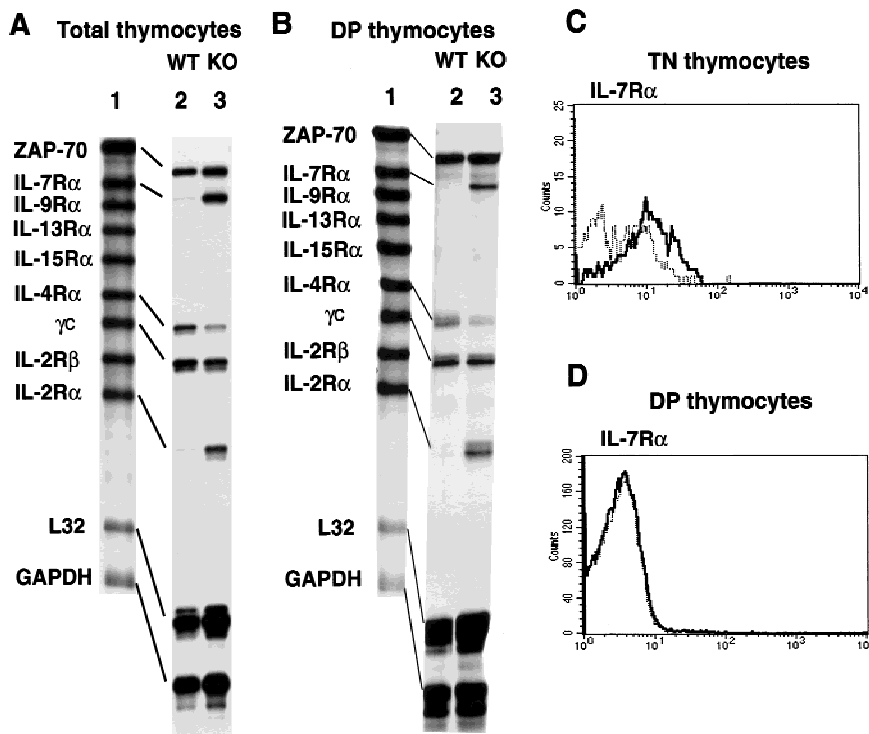 A Total thymocytes
WT KO
1 2 3
ZAP-70
IL-7Rα
IL-9Rα
IL-13Rα
IL-15Rα
IL-4Rα
γc
IL-2Rβ
IL-2Rα
L32
GAPDH
B DP thymocytes
WT KO
1 2 3
ZAP-70
IL-7Rα
IL-9Rα
IL-13Rα
IL-15Rα
IL-4Rα
γc
IL-2Rβ
IL-2Rα
L32
GAPDH
C
TN thymocytes
IL-7Rα
Counts
25
20
15
10
5
0
10⁰ 10¹ 10² 10³ 10⁴
D
DP thymocytes
IL-7Rα
Counts
200
160
120
80
40
0
10⁰ 10¹ 10² 10³